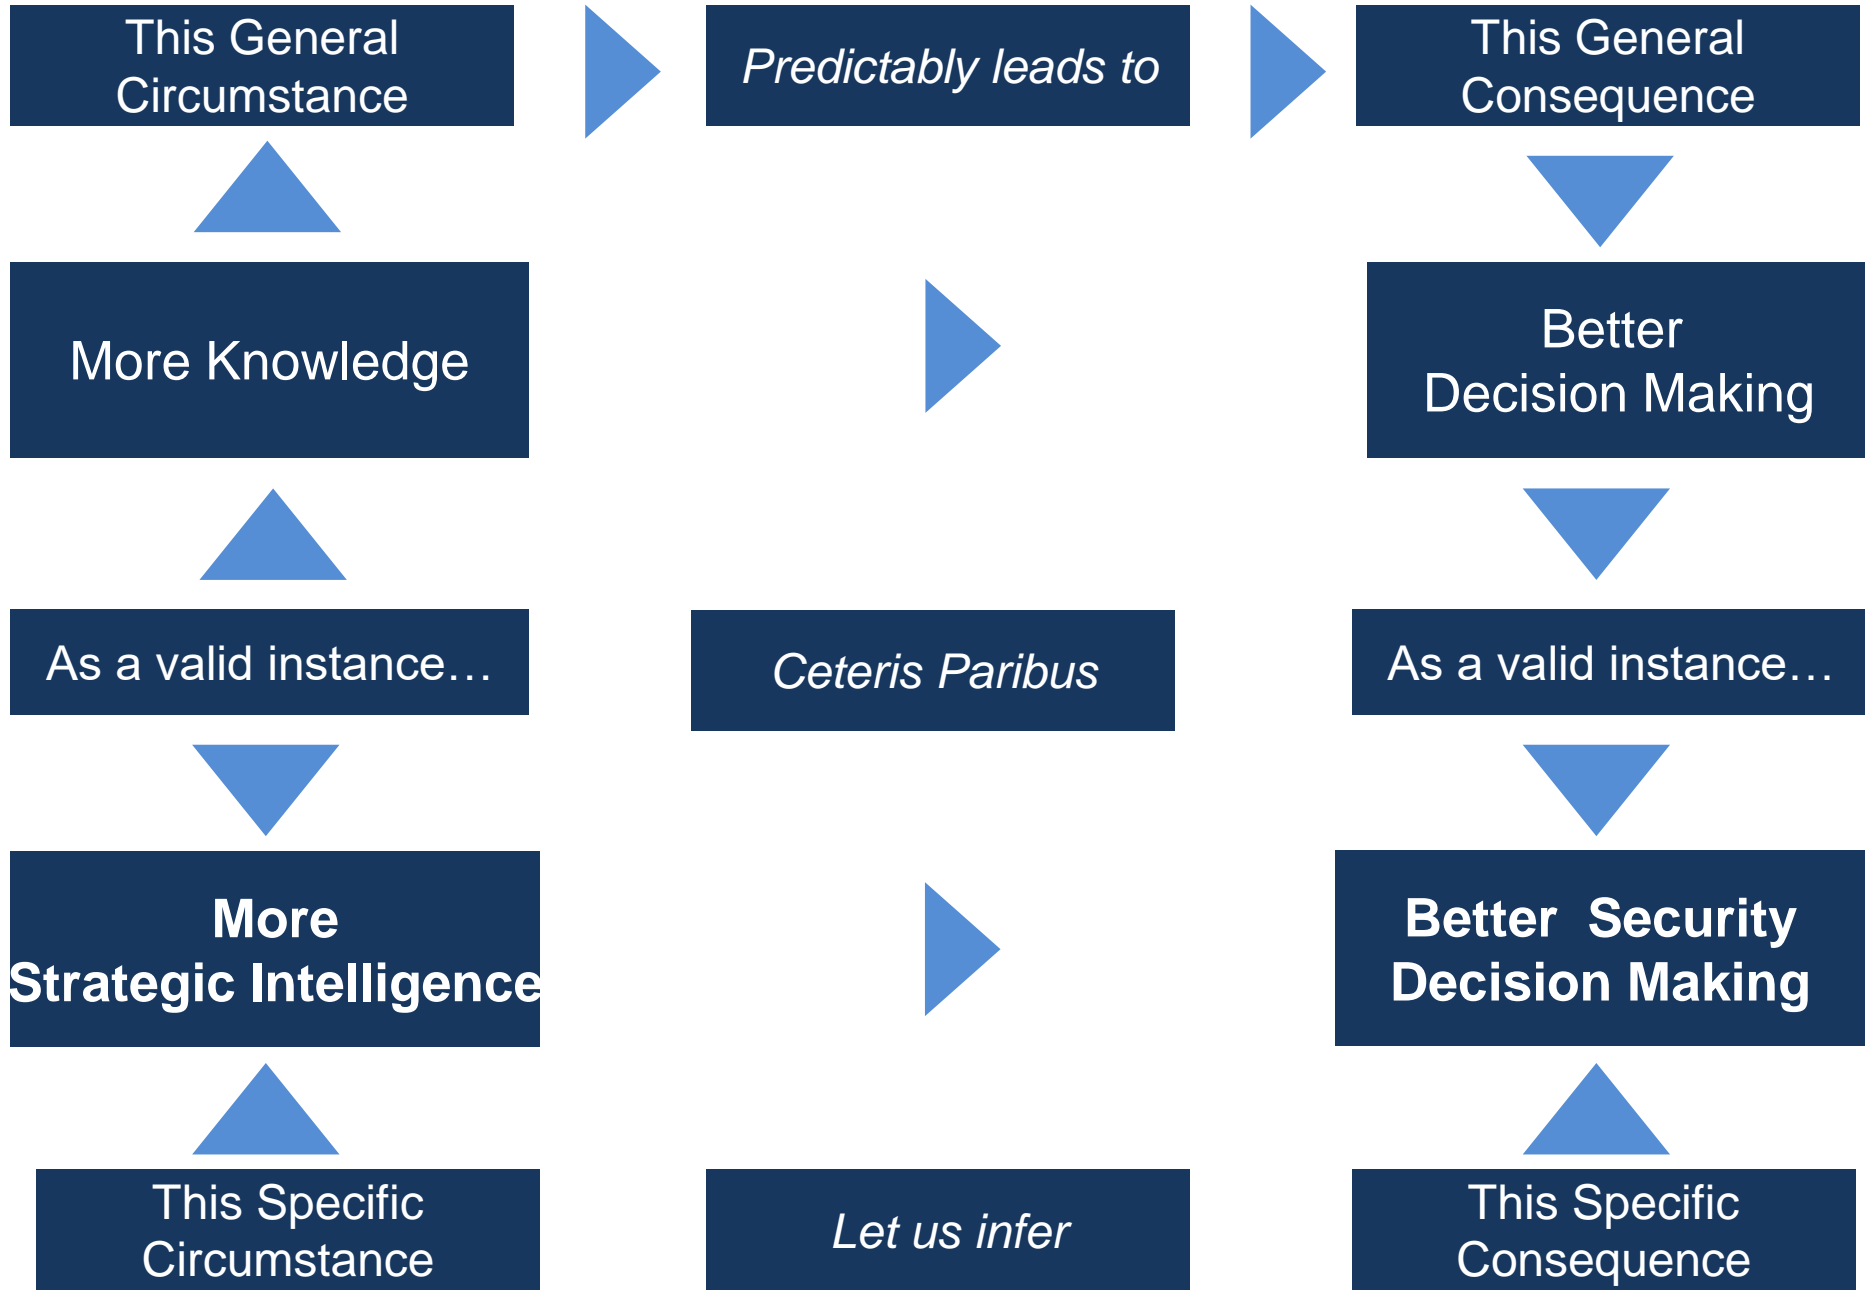 This General
Circumstance
Predictably leads to
This General
Consequence
More Knowledge
Better
Decision Making
As a valid instance…
Ceteris Paribus
As a valid instance…
More
Strategic Intelligence
Better  Security
Decision Making
This Specific
Circumstance
Let us infer
This Specific
Consequence